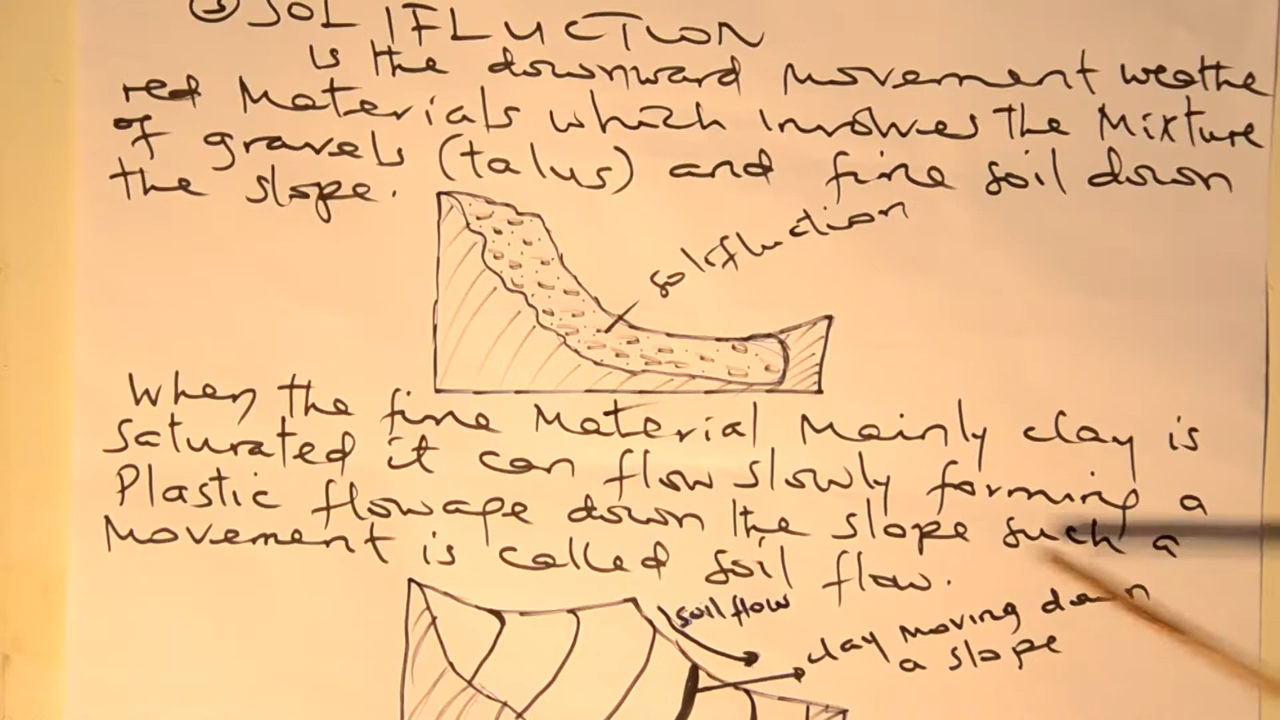 ③ SOLIFLUCTION
is the downward movement weathe
red Materials which involves the Mixture
of gravels (talus) and fine soil down
the slope.
solifluction
When the fine Material Mainly clay is
saturated it can flow slowly forming a
Plastic flowage down the slope such a
Movement is called soil flow.
soil flow
clay moving down
a slope